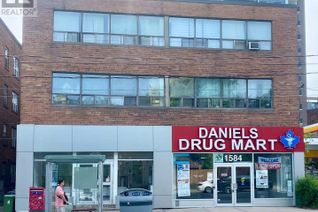 REALTOR
DANIELS
DRUG MART
1584